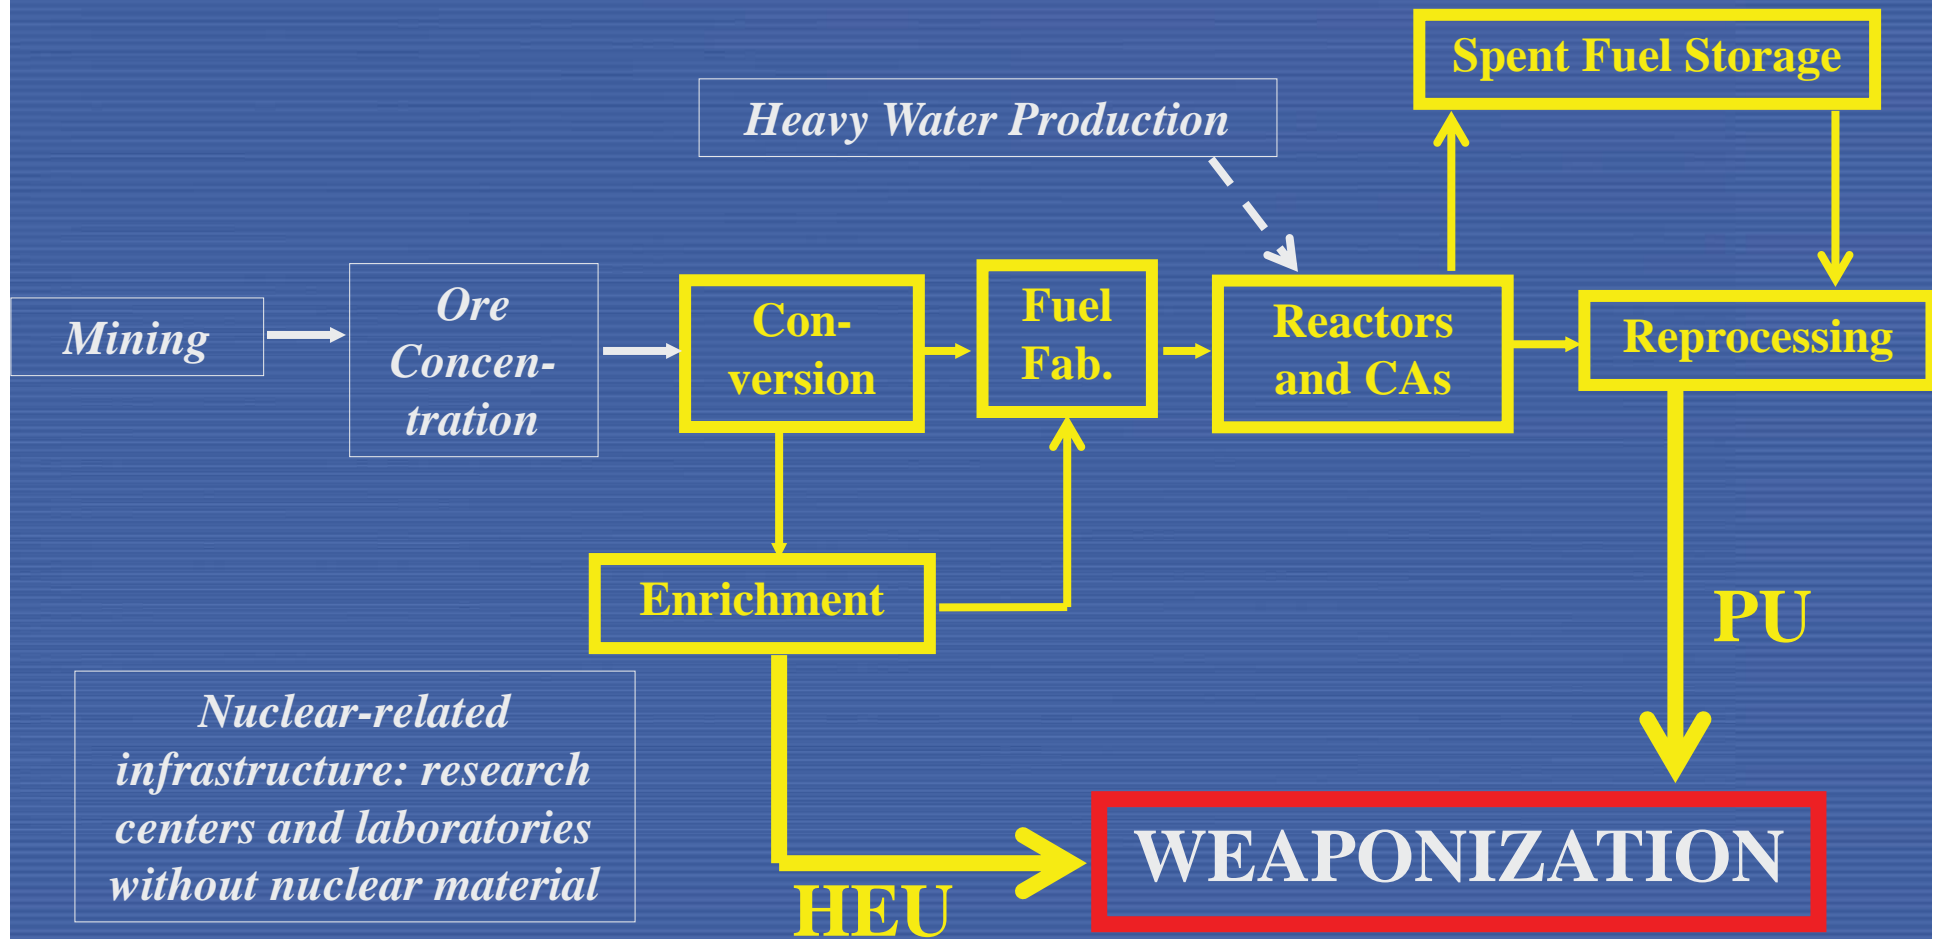 Spent Fuel Storage
Heavy Water Production
Mining
Ore
Concen-
tration
Con-
version
Fuel
Fab.
Reactors
and CAs
Reprocessing
Enrichment
PU
Nuclear-related
infrastructure: research
centers and laboratories
without nuclear material
HEU
WEAPONIZATION